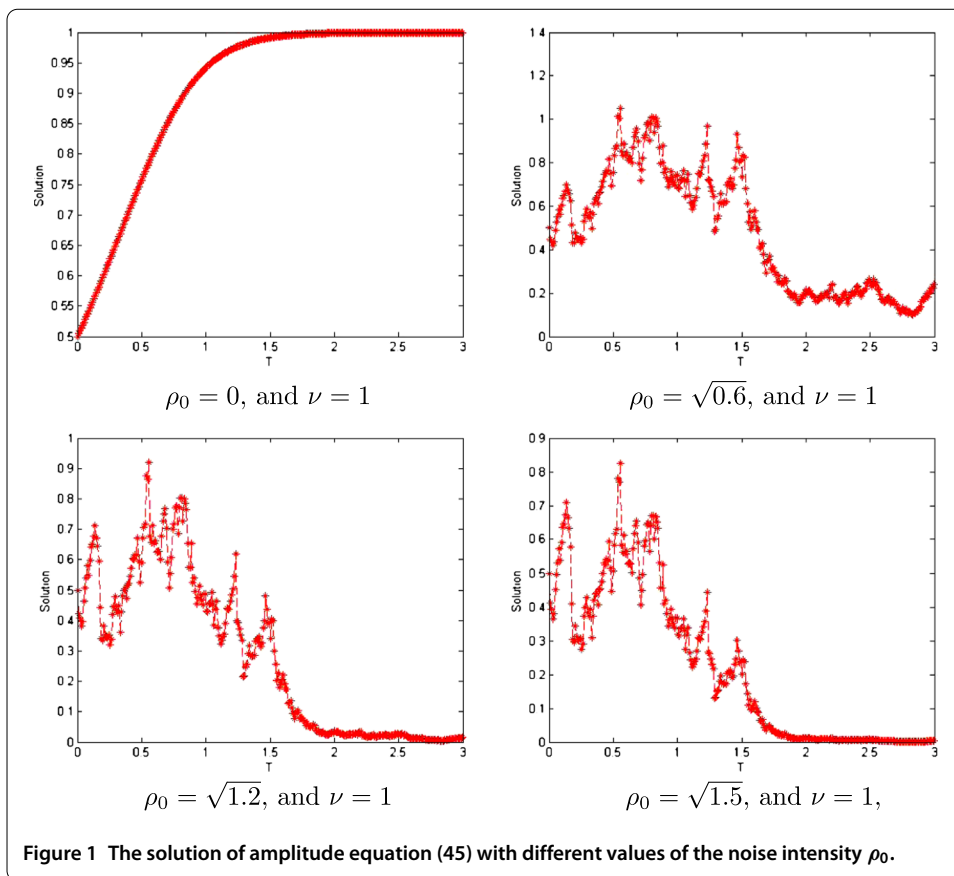 1
0.95
0.9
0.85
0.8
0.75
0.7
0.65
0.6
0.55
0.5
Solution
0 0.5 1 1.5 2 2.5 3
T
ρ₀ = 0, and ν = 1
1.4
1.2
1
0.8
0.6
0.4
0.2
0
Solution
0 0.5 1 1.5 2 2.5 3
T
ρ₀ = √0.6, and ν = 1
1
0.9
0.8
0.7
0.6
0.5
0.4
0.3
0.2
0.1
0
Solution
0 0.5 1 1.5 2 2.5 3
T
ρ₀ = √1.2, and ν = 1
0.9
0.8
0.7
0.6
0.5
0.4
0.3
0.2
0.1
0
Solution
0 0.5 1 1.5 2 2.5 3
T
ρ₀ = √1.5, and ν = 1,
Figure 1 The solution of amplitude equation (45) with different values of the noise intensity ρ₀.